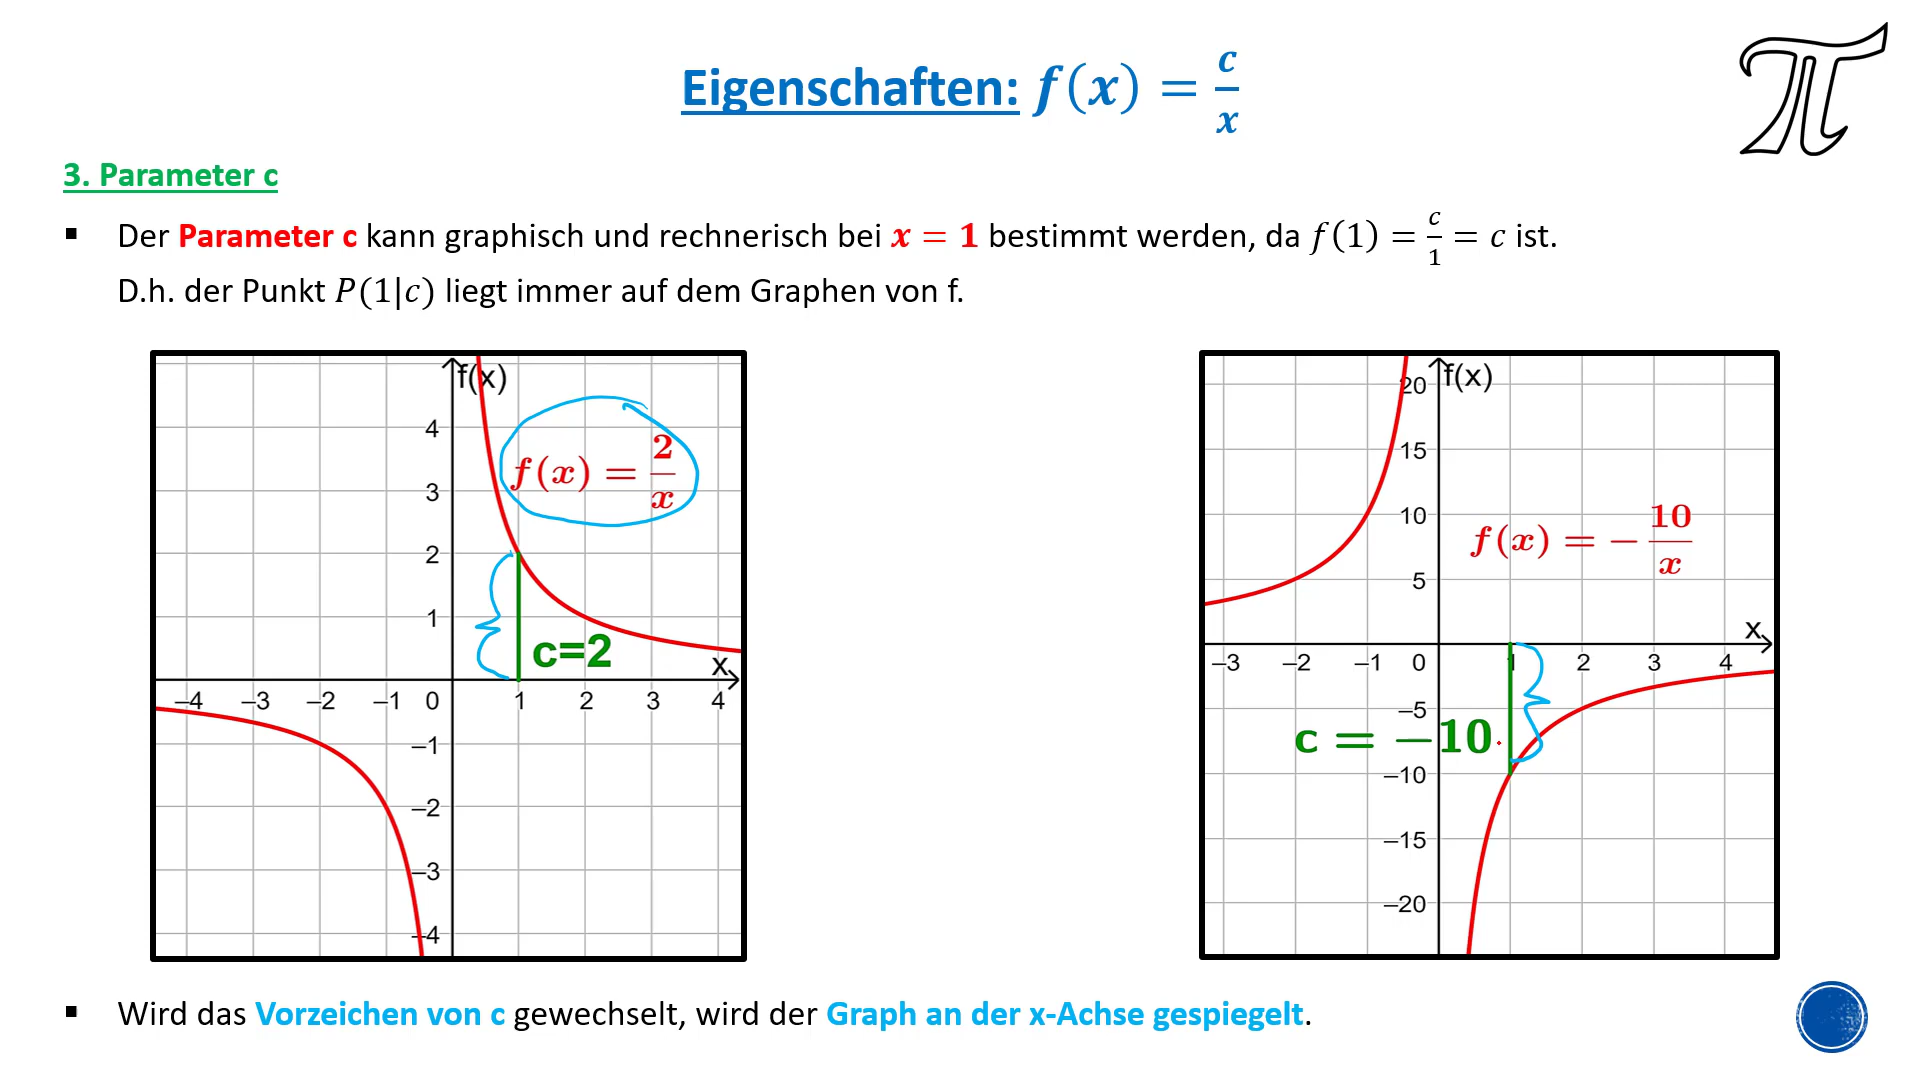 Eigenschaften: f(x) = c/x
3. Parameter c
▪ Der Parameter c kann graphisch und rechnerisch bei x = 1 bestimmt werden, da f(1) = c/1 = c ist.
D.h. der Punkt P(1|c) liegt immer auf dem Graphen von f.
f(x)
4
f(x) = 2/x
3
2
1
c=2
x
–4 –3 –2 –1 0 1 2 3 4
–1
–2
–3
–4
20
f(x)
15
10
f(x) = – 10/x
5
x
–3 –2 –1 0 1 2 3 4
–5
c = –10
–10
–15
–20
▪ Wird das Vorzeichen von c gewechselt, wird der Graph an der x-Achse gespiegelt.